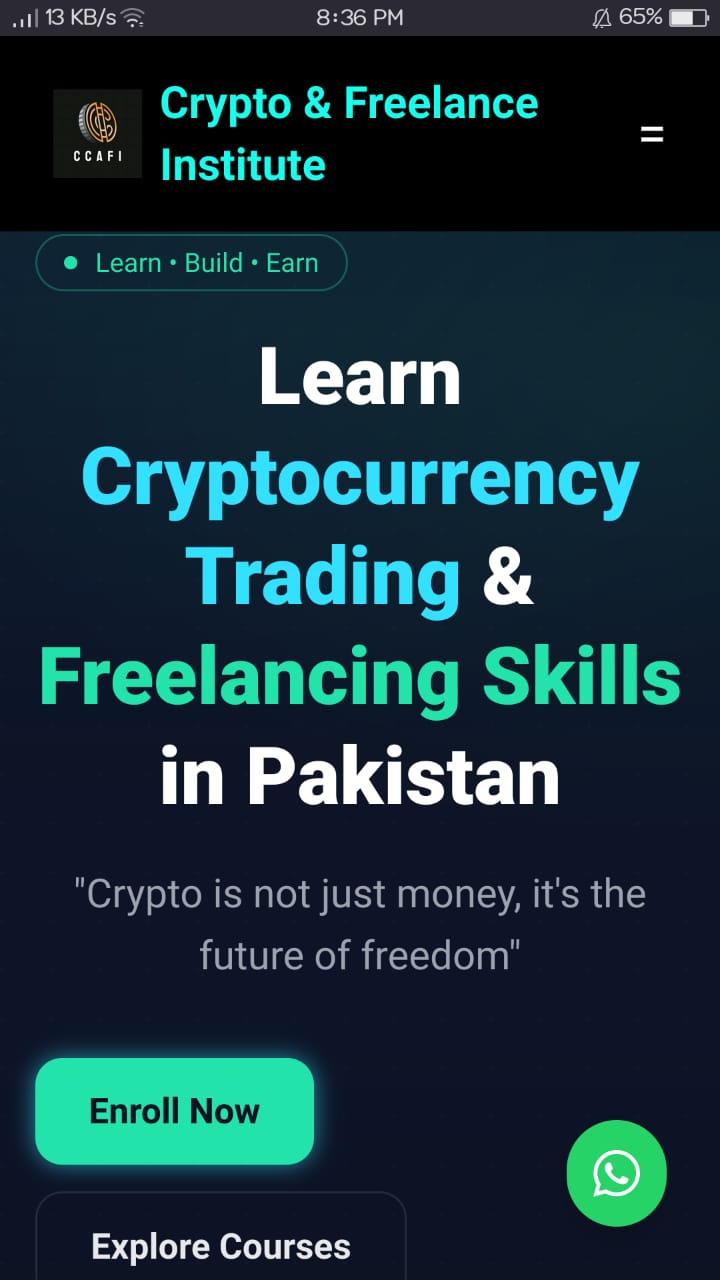 13 KB/s 8:36 PM 65%
CCAFI
Crypto & Freelance
Institute
Learn • Build • Earn
Learn
Cryptocurrency
Trading &
Freelancing Skills
in Pakistan
"Crypto is not just money, it's the
future of freedom"
Enroll Now
Explore Courses